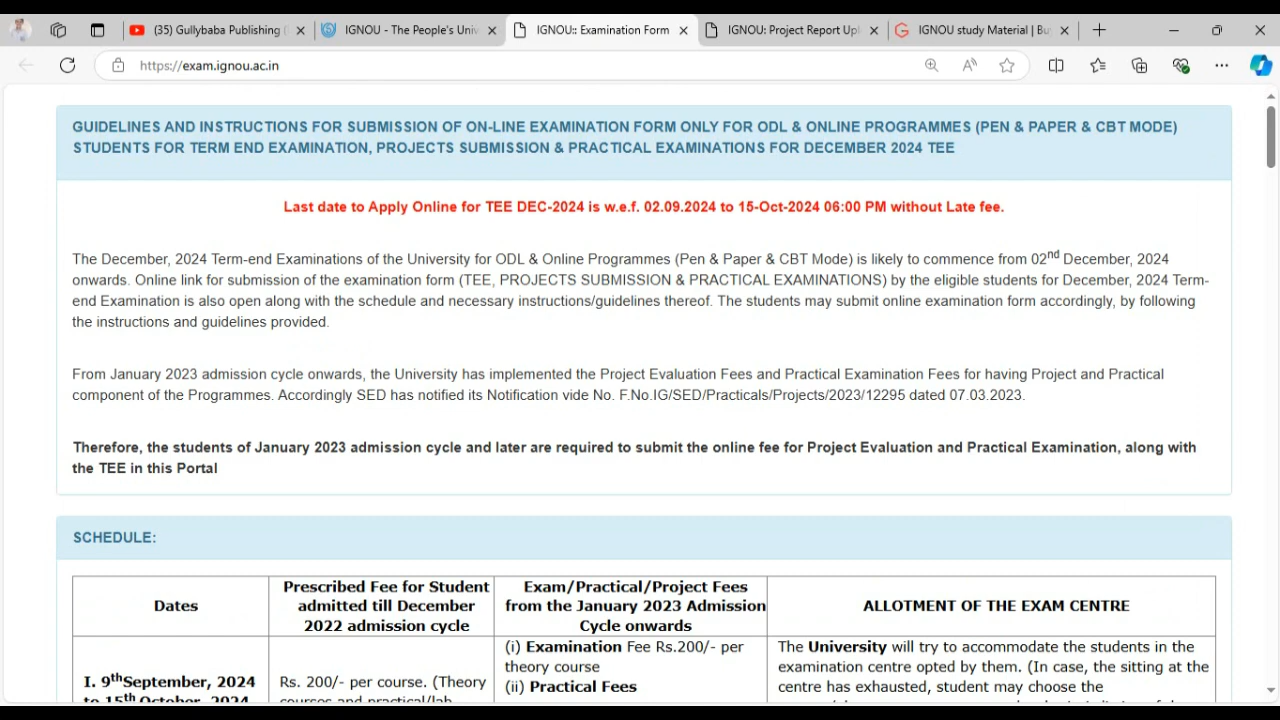 (35) Gullybaba Publishing (
IGNOU - The People's Univ
IGNOU:: Examination Form
IGNOU: Project Report Upl
IGNOU study Material | Bu
https://exam.ignou.ac.in
GUIDELINES AND INSTRUCTIONS FOR SUBMISSION OF ON-LINE EXAMINATION FORM ONLY FOR ODL & ONLINE PROGRAMMES (PEN & PAPER & CBT MODE)
STUDENTS FOR TERM END EXAMINATION, PROJECTS SUBMISSION & PRACTICAL EXAMINATIONS FOR DECEMBER 2024 TEE
Last date to Apply Online for TEE DEC-2024 is w.e.f. 02.09.2024 to 15-Oct-2024 06:00 PM without Late fee.
The December, 2024 Term-end Examinations of the University for ODL & Online Programmes (Pen & Paper & CBT Mode) is likely to commence from 02nd December, 2024
onwards. Online link for submission of the examination form (TEE, PROJECTS SUBMISSION & PRACTICAL EXAMINATIONS) by the eligible students for December, 2024 Term-
end Examination is also open along with the schedule and necessary instructions/guidelines thereof. The students may submit online examination form accordingly, by following
the instructions and guidelines provided.
From January 2023 admission cycle onwards, the University has implemented the Project Evaluation Fees and Practical Examination Fees for having Project and Practical
component of the Programmes. Accordingly SED has notified its Notification vide No. F.No.IG/SED/Practicals/Projects/2023/12295 dated 07.03.2023.
Therefore, the students of January 2023 admission cycle and later are required to submit the online fee for Project Evaluation and Practical Examination, along with
the TEE in this Portal
SCHEDULE:
Dates
Prescribed Fee for Student
admitted till December
2022 admission cycle
Exam/Practical/Project Fees
from the January 2023 Admission
Cycle onwards
ALLOTMENT OF THE EXAM CENTRE
I. 9thSeptember, 2024
to 15th October, 2024
Rs. 200/- per course. (Theory
courses and practical/lab
(i) Examination Fee Rs.200/- per
theory course
(ii) Practical Fees
The University will try to accommodate the students in the
examination centre opted by them. (In case, the sitting at the
centre has exhausted, student may choose the